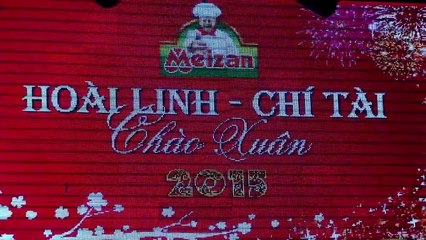 Meizan
HOÀI LINH - CHÍ TÀI
Chào Xuân
2015